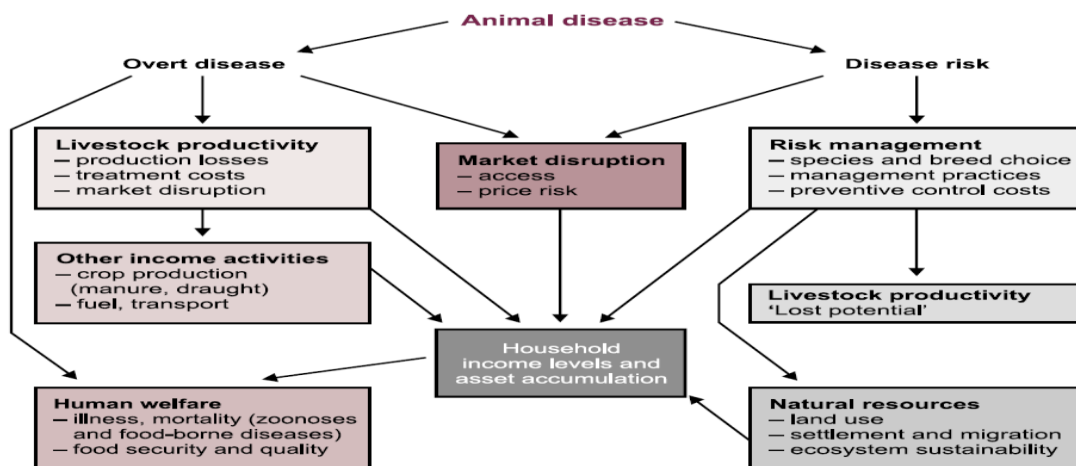 Animal disease
Overt disease
Disease risk
Livestock productivity
– production losses
– treatment costs
– market disruption
Market disruption
– access
– price risk
Risk management
– species and breed choice
– management practices
– preventive control costs
Other income activities
– crop production
(manure, draught)
– fuel, transport
Livestock productivity
‘Lost potential’
Household
income levels and
asset accumulation
Human welfare
– illness, mortality (zoonoses
and food-borne diseases)
– food security and quality
Natural resources
– land use
– settlement and migration
– ecosystem sustainability